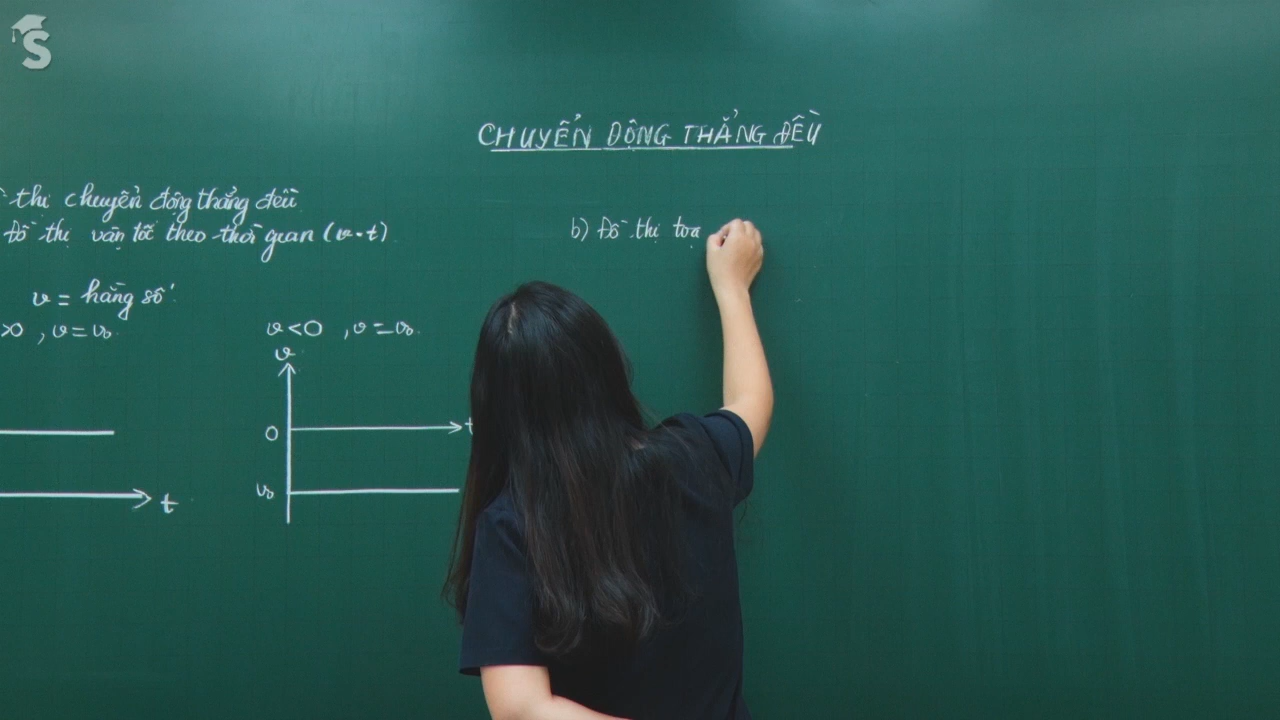 CHUYỂN ĐỘNG THẲNG ĐỀU
thị chuyển động thẳng đều
Đồ thị vận tốc theo thời gian (v-t)
v = hằng số
>0 , v = v₀
v<0 , v = v₀
v
0
t
v₀
t
b) Đồ thị toạ
S